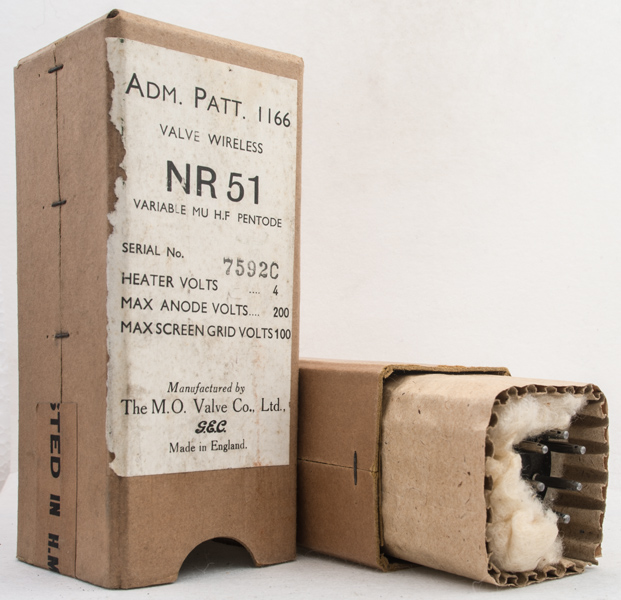 ADM. PATT. 1166
VALVE WIRELESS
NR 51
VARIABLE MU H.F PENTODE
SERIAL No. 7592C
HEATER VOLTS .... 4
MAX ANODE VOLTS.... 200
MAX SCREEN GRID VOLTS 100
Manufactured by
The M.O. Valve Co., Ltd.,
G.E.C.
Made in England.
STED IN H.M